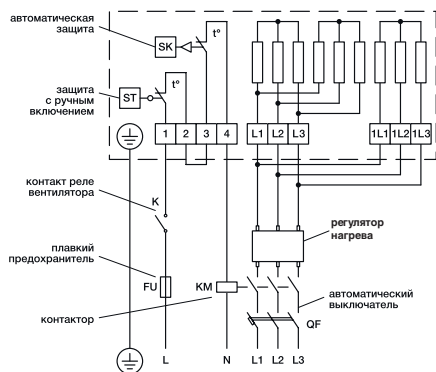 автоматическая
защита
SK
t°
защита
с ручным
включением
ST
t°
1 2 3 4 L1 L2 L3 1L1 1L2 1L3
контакт реле
вентилятора
K
регулятор
нагрева
плавкий
предохранитель
FU
KM
контактор
автоматический
выключатель
QF
L N L1 L2 L3